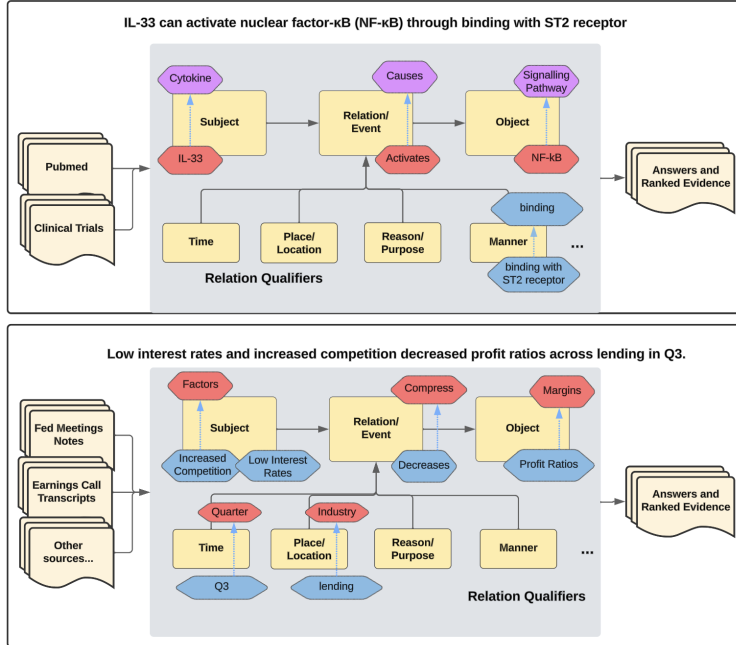 IL-33 can activate nuclear factor-κB (NF-κB) through binding with ST2 receptor
Cytokine
Causes
Signalling
Pathway
Subject
Relation/
Event
Object
IL-33
Activates
NF-kB
Pubmed
Clinical Trials
Answers and
Ranked Evidence
binding
Time
Place/
Location
Reason/
Purpose
Manner
...
binding with
ST2 receptor
Relation Qualifiers
Low interest rates and increased competition decreased profit ratios across lending in Q3.
Factors
Compress
Margins
Subject
Relation/
Event
Object
Increased
Competition
Low Interest
Rates
Decreases
Profit Ratios
Fed Meetings
Notes
Earnings Call
Transcripts
Other
sources...
Answers and
Ranked Evidence
Quarter
Industry
Time
Place/
Location
Reason/
Purpose
Manner
...
Q3
lending
Relation Qualifiers